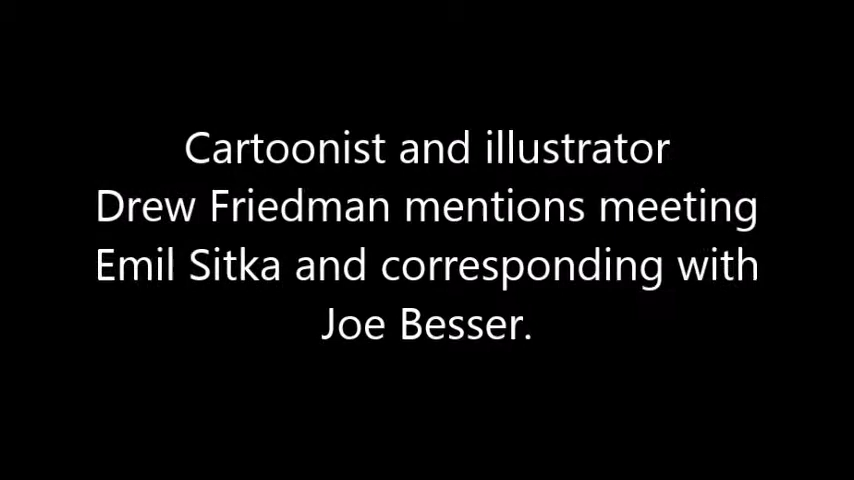 Cartoonist and illustrator
Drew Friedman mentions meeting
Emil Sitka and corresponding with
Joe Besser.